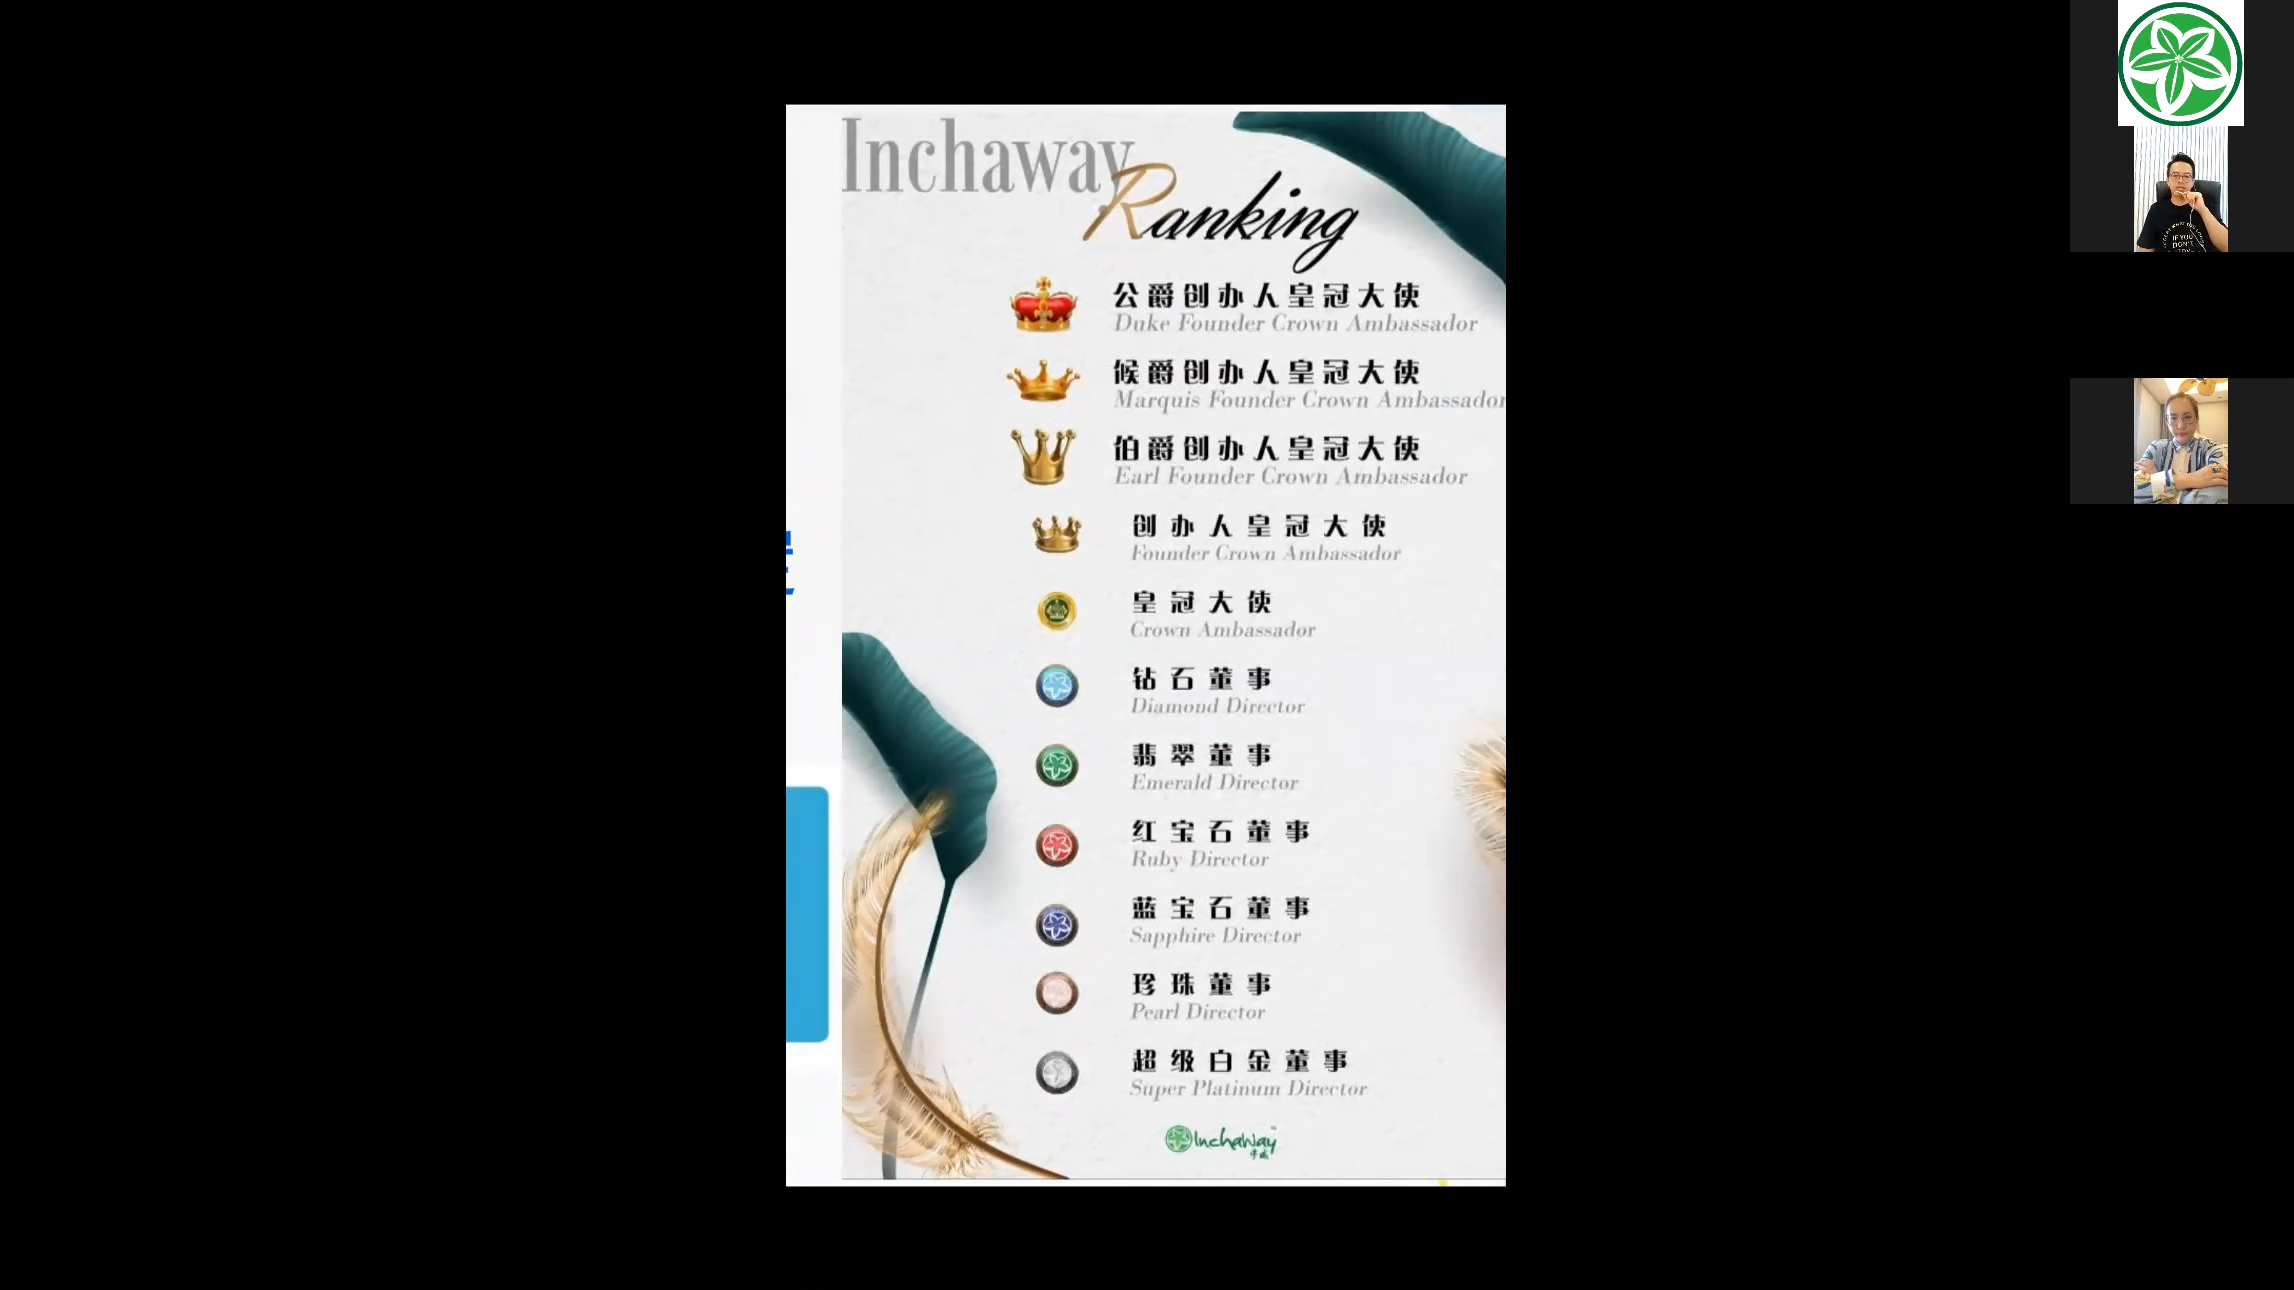 Inchaway
Ranking
公爵创办人皇冠大使
Duke Founder Crown Ambassador
候爵创办人皇冠大使
Marquis Founder Crown Ambassador
伯爵创办人皇冠大使
Earl Founder Crown Ambassador
创办人皇冠大使
Founder Crown Ambassador
皇冠大使
Crown Ambassador
钻石董事
Diamond Director
翡翠董事
Emerald Director
红宝石董事
Ruby Director
蓝宝石董事
Sapphire Director
珍珠董事
Pearl Director
超级白金董事
Super Platinum Director
InchaWay
IF YOU
DON'T